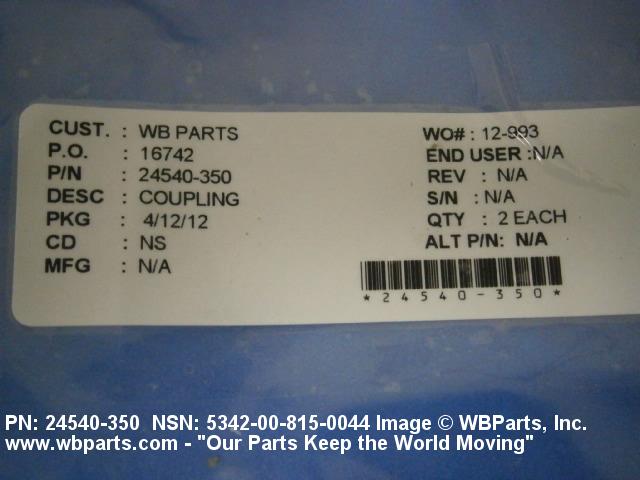 CUST. : WB PARTS
P.O. : 16742
P/N : 24540-350
DESC : COUPLING
PKG : 4/12/12
CD : NS
MFG : N/A
WO# : 12-993
END USER :N/A
REV : N/A
S/N : N/A
QTY : 2 EACH
ALT P/N: N/A
*24540-350*
PN: 24540-350 NSN: 5342-00-815-0044 Image © WBParts, Inc.
www.wbparts.com - "Our Parts Keep the World Moving"